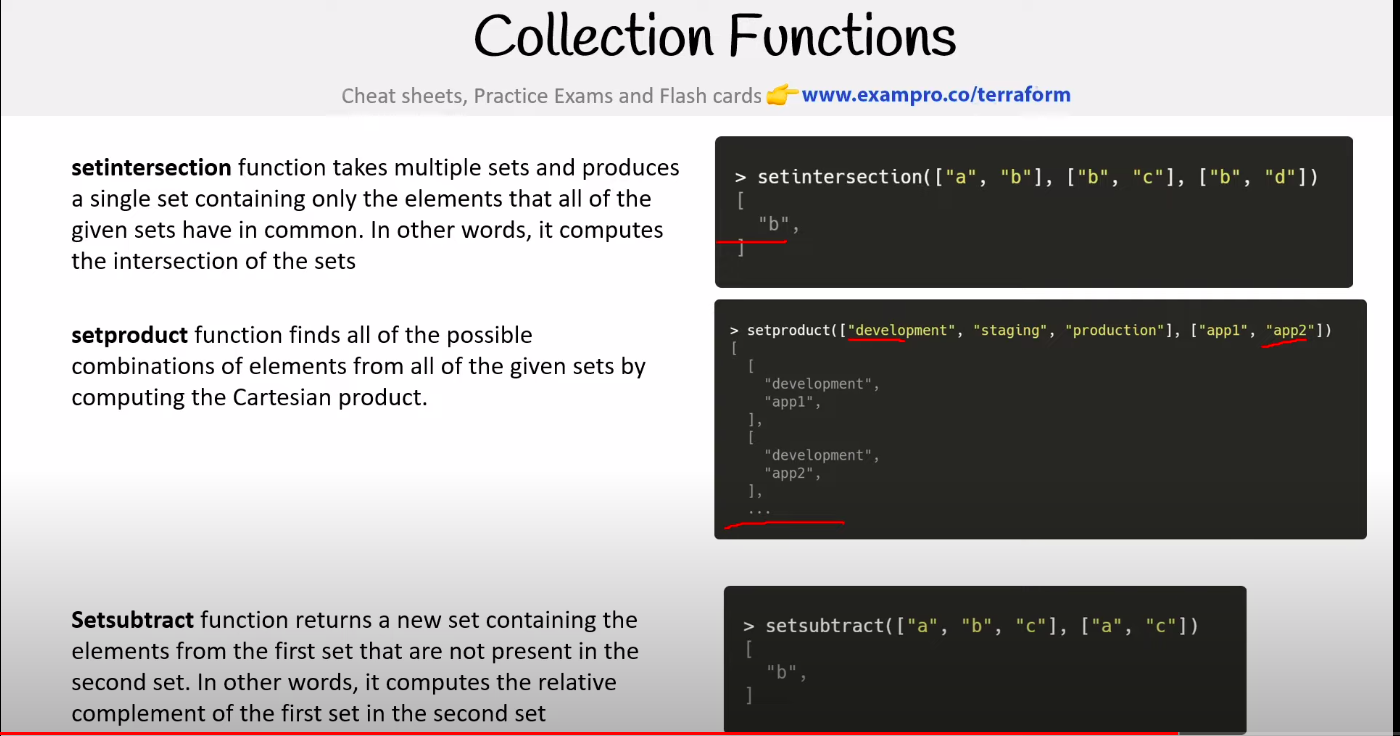 Collection Functions
Cheat sheets, Practice Exams and Flash cards 👉 www.exampro.co/terraform
setintersection function takes multiple sets and produces
a single set containing only the elements that all of the
given sets have in common. In other words, it computes
the intersection of the sets
> setintersection(["a", "b"], ["b", "c"], ["b", "d"])
[
"b",
]
setproduct function finds all of the possible
combinations of elements from all of the given sets by
computing the Cartesian product.
> setproduct(["development", "staging", "production"], ["app1", "app2"])
[
[
"development",
"app1",
],
[
"development",
"app2",
],
...
Setsubtract function returns a new set containing the
elements from the first set that are not present in the
second set. In other words, it computes the relative
complement of the first set in the second set
> setsubtract(["a", "b", "c"], ["a", "c"])
[
"b",
]